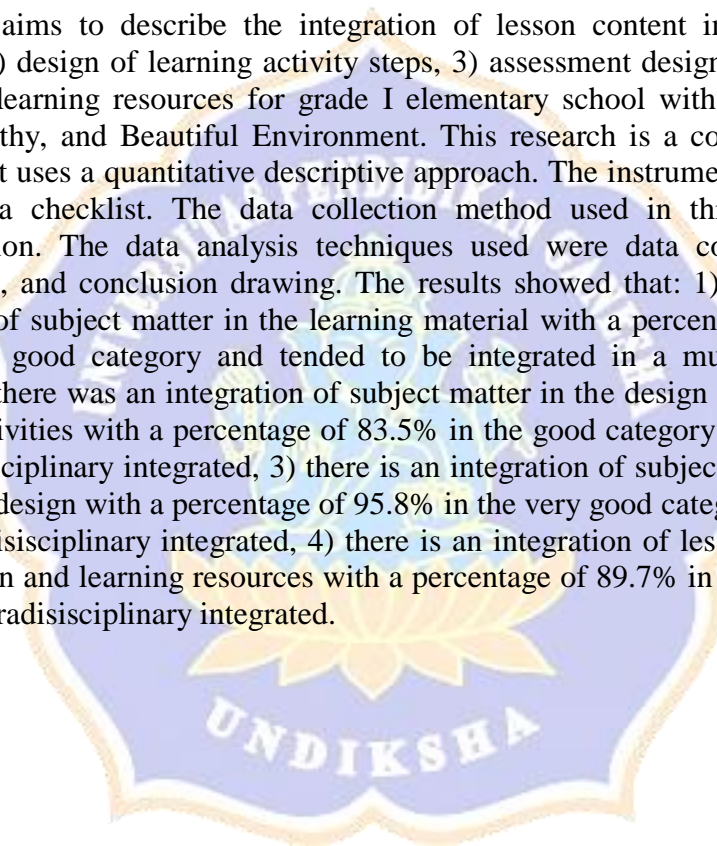 aims to describe the integration of lesson content in
) design of learning activity steps, 3) assessment design
learning resources for grade I elementary school with
thy, and Beautiful Environment. This research is a co
t uses a quantitative descriptive approach. The instrume
a checklist. The data collection method used in th
ion. The data analysis techniques used were data co
, and conclusion drawing. The results showed that: 1)
of subject matter in the learning material with a percen
good category and tended to be integrated in a mu
there was an integration of subject matter in the design
ivities with a percentage of 83.5% in the good category
sciplinary integrated, 3) there is an integration of subjec
design with a percentage of 95.8% in the very good categ
lisisciplinary integrated, 4) there is an integration of les
n and learning resources with a percentage of 89.7% in
radisisciplinary integrated.
UNIVERSITAS PENDIDIKAN GANESHA
UNDIKSHA